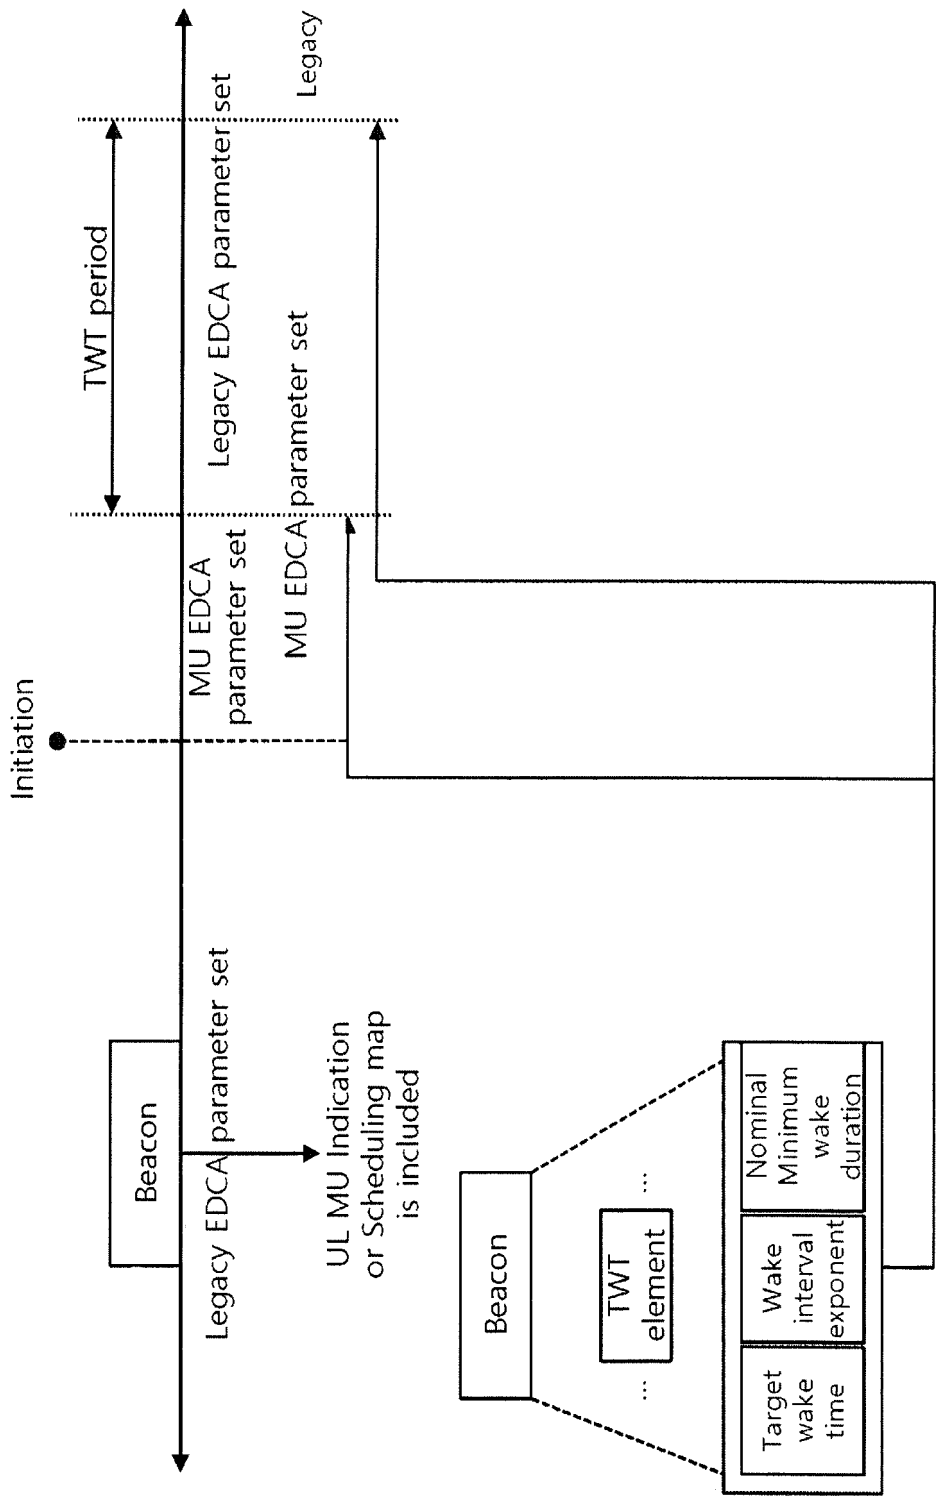 Initiation
TWT period
Beacon
Legacy EDCA parameter set
MU EDCA
parameter set
Legacy EDCA parameter set
MU EDCA parameter set
Legacy
UL MU Indication
or Scheduling map
is included
Beacon
...
TWT
element
...
Target
wake
time
Wake
interval
exponent
Nominal
Minimum
wake
duration